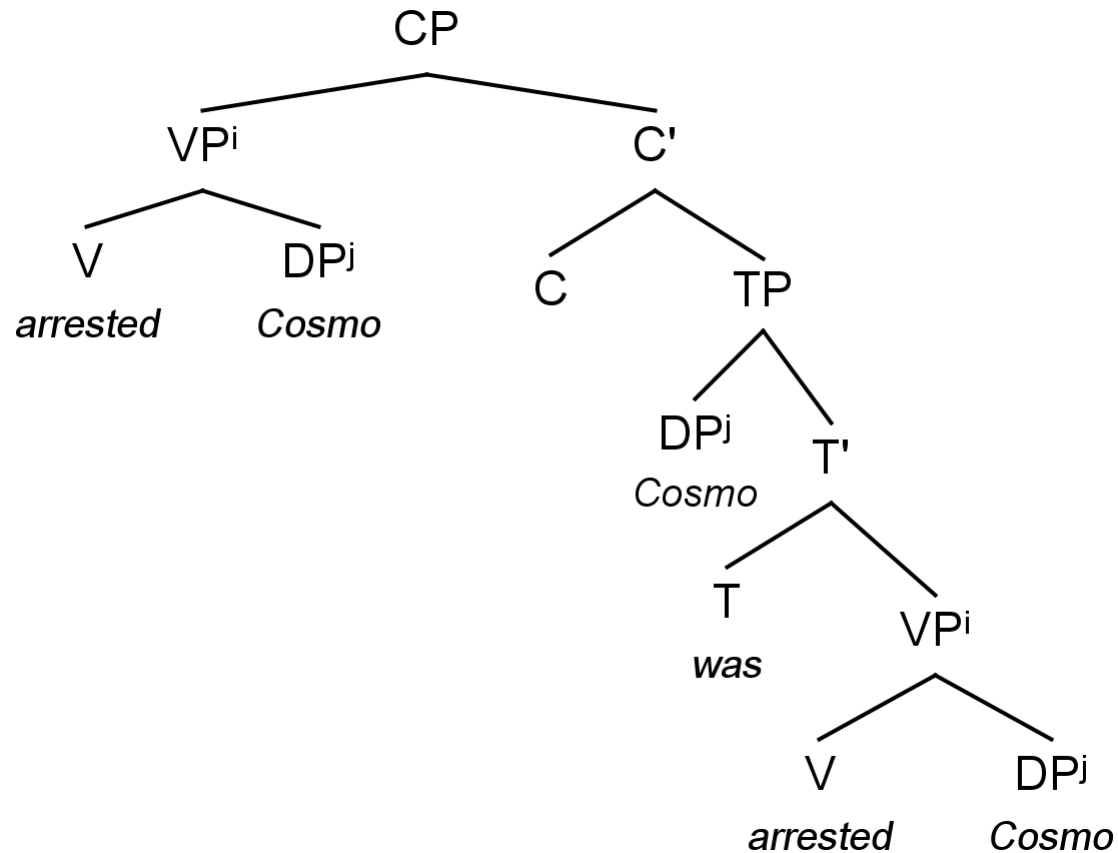 CP
VPⁱ C'
V DPʲ
arrested Cosmo
C TP
DPʲ T'
Cosmo
T VPⁱ
was
V DPʲ
arrested Cosmo